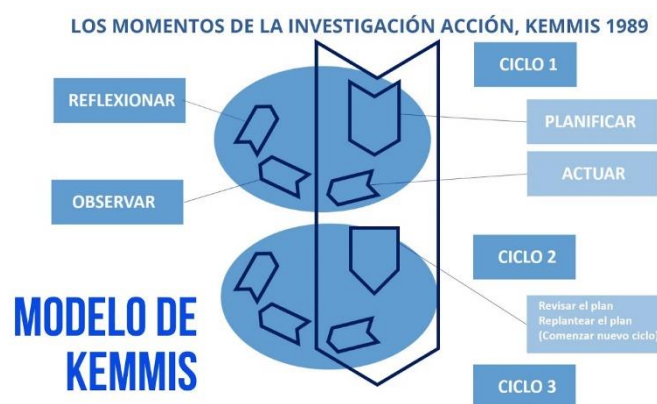 LOS MOMENTOS DE LA INVESTIGACIÓN ACCIÓN, KEMMIS 1989
CICLO 1
REFLEXIONAR
PLANIFICAR
ACTUAR
OBSERVAR
CICLO 2
Revisar el plan
Replantear el plan
(Comenzar nuevo ciclo)
MODELO DE
KEMMIS
CICLO 3